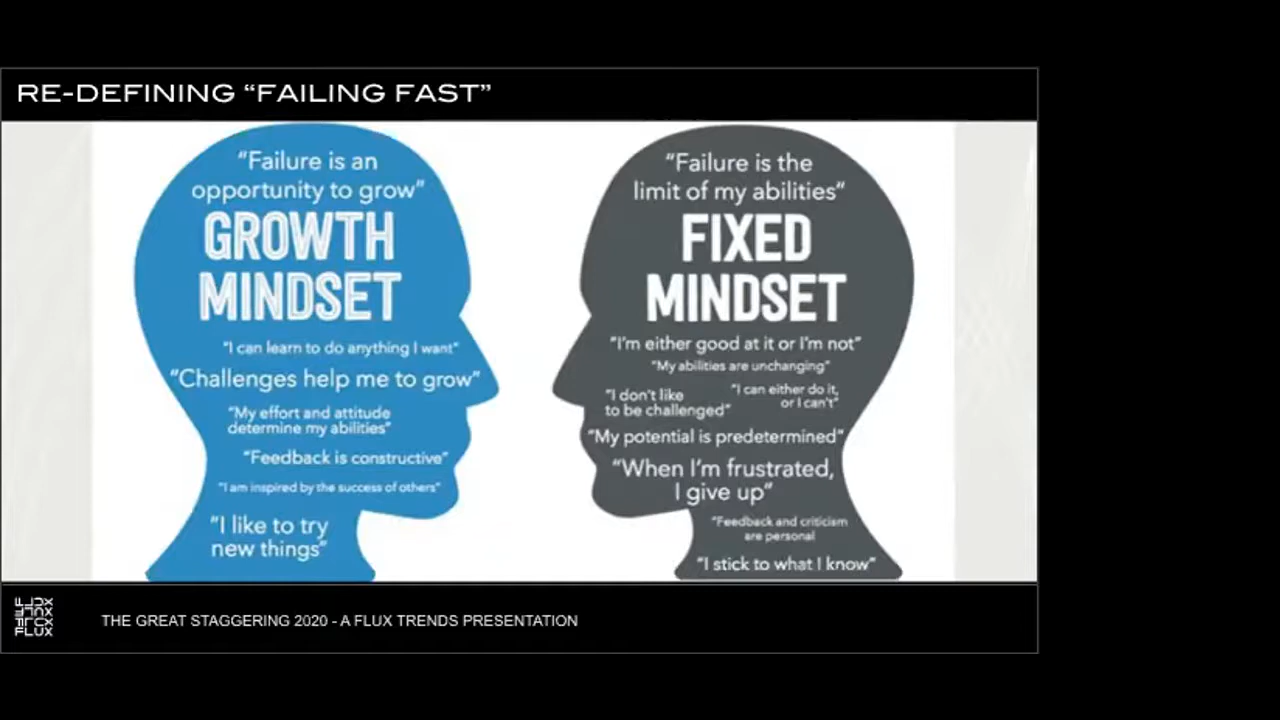 RE-DEFINING “FAILING FAST”
“Failure is an
opportunity to grow”
GROWTH
MINDSET
“I can learn to do anything I want”
“Challenges help me to grow”
“My effort and attitude
determine my abilities”
“Feedback is constructive”
“I am inspired by the success of others”
“I like to try
new things”
“Failure is the
limit of my abilities”
FIXED
MINDSET
“I’m either good at it or I’m not”
“My abilities are unchanging”
“I don’t like
to be challenged”
“I can either do it,
or I can’t”
“My potential is predetermined”
“When I’m frustrated,
I give up”
“Feedback and criticism
are personal
“I stick to what I know”
FLUX
THE GREAT STAGGERING 2020 - A FLUX TRENDS PRESENTATION